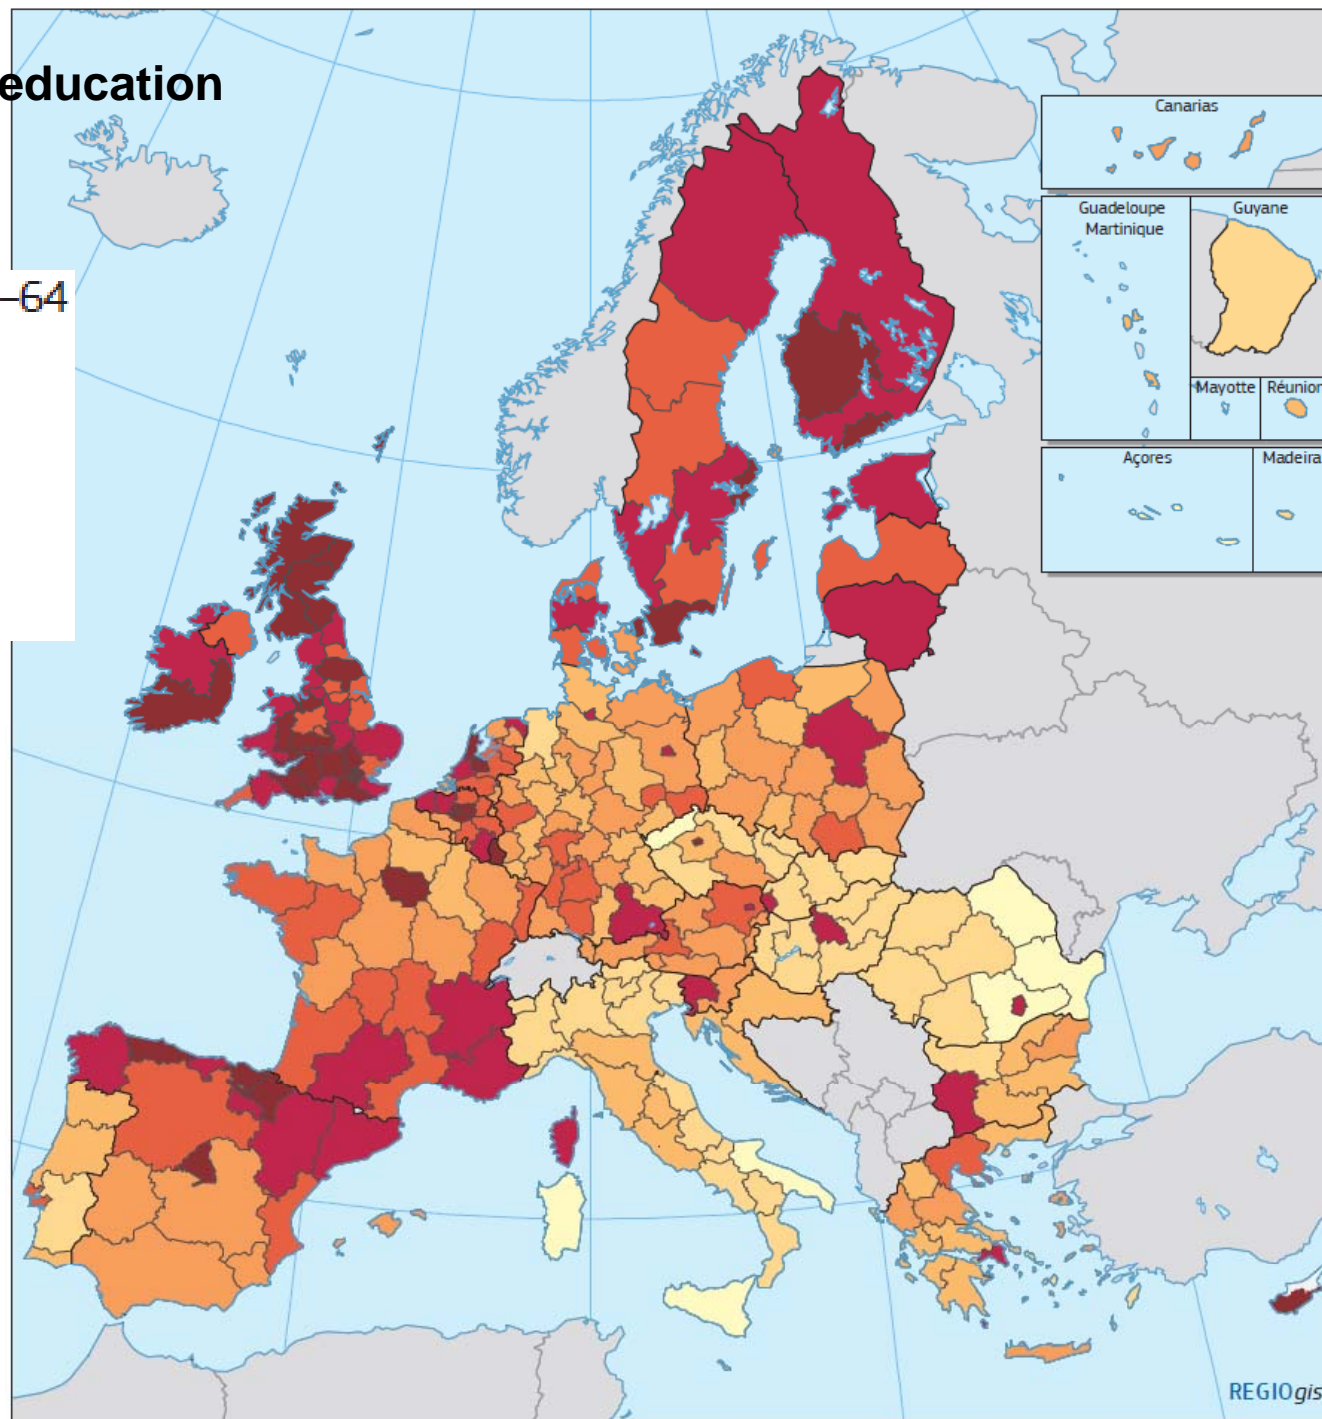 education
–64
Canarias
Guadeloupe
Martinique
Guyane
Mayotte
Réunion
Açores
Madeira
REGIOgis